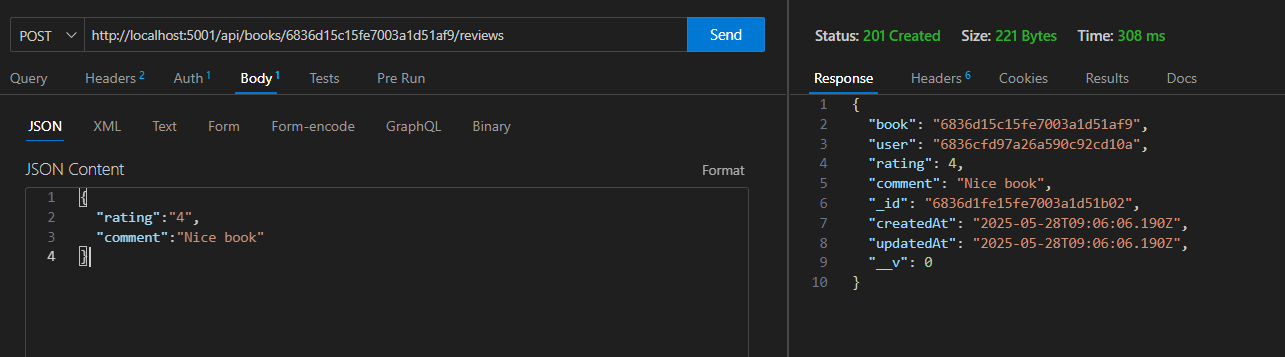 POST http://localhost:5001/api/books/6836d15c15fe7003a1d51af9/reviews Send
Query Headers 2 Auth 1 Body 1 Tests Pre Run
JSON XML Text Form Form-encode GraphQL Binary
JSON Content Format
1 {
2 "rating":"4",
3 "comment":"Nice book"
4 }
Status: 201 Created Size: 221 Bytes Time: 308 ms
Response Headers 6 Cookies Results Docs
1 {
2 "book": "6836d15c15fe7003a1d51af9",
3 "user": "6836cfd97a26a590c92cd10a",
4 "rating": 4,
5 "comment": "Nice book",
6 "_id": "6836d1fe15fe7003a1d51b02",
7 "createdAt": "2025-05-28T09:06:06.190Z",
8 "updatedAt": "2025-05-28T09:06:06.190Z",
9 "__v": 0
10 }